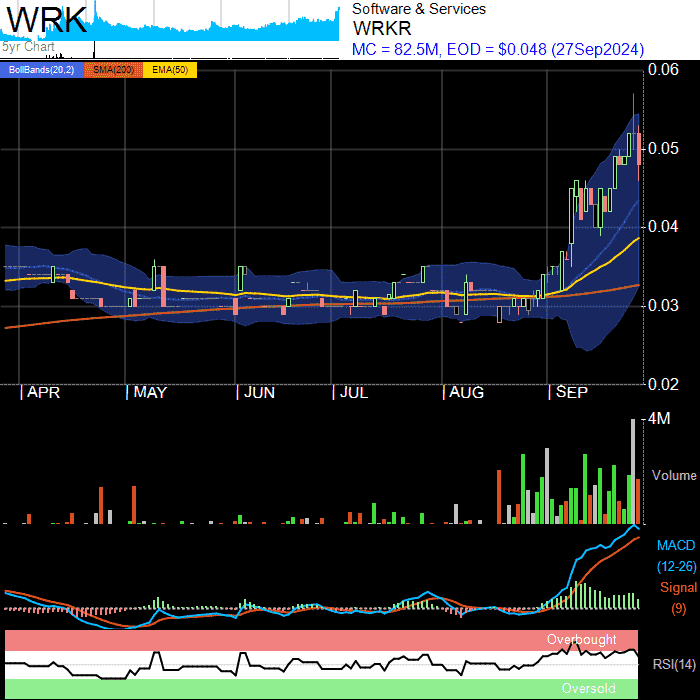 WRK
5yr Chart
Software & Services
WRKR
MC = 82.5M, EOD = $0.048 (27Sep2024)
BollBands(20,2) SMA(200) EMA(50)
0.06
0.05
0.04
0.03
0.02
APR MAY JUN JUL AUG SEP
4M
Volume
MACD
(12-26)
Signal
(9)
Overbought
RSI(14)
Oversold